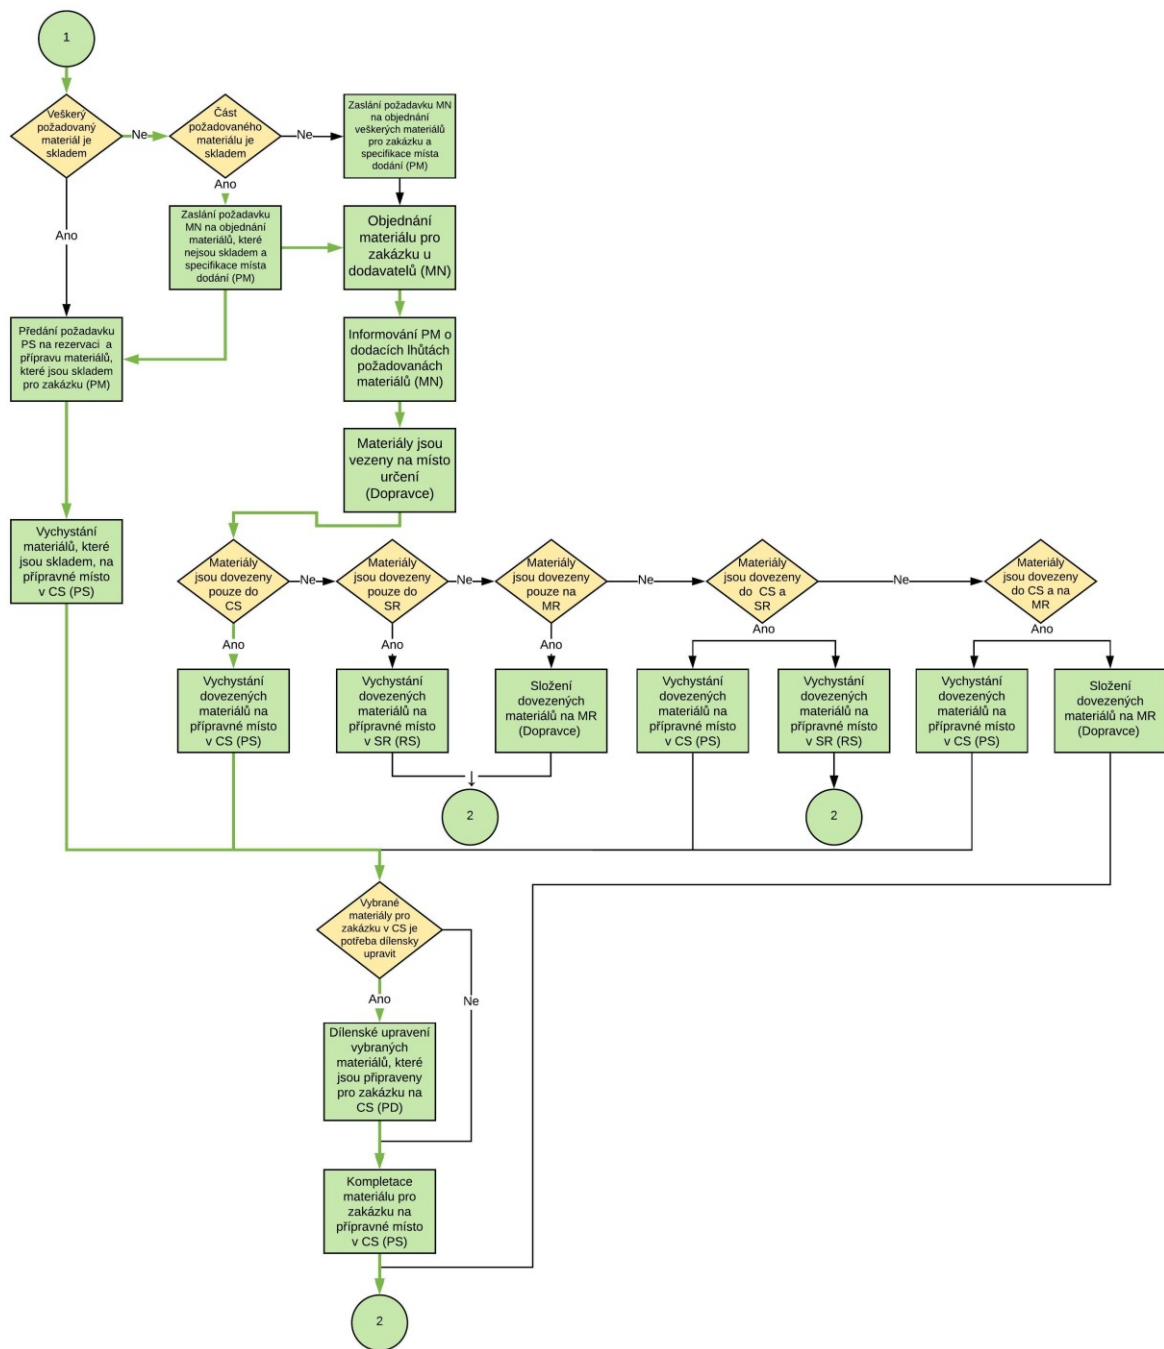 1
Veškerý
požadovaný
materiál je
skladem
Ne
Část
požadovaného
materiálu je
skladem
Ne
Zaslání požadavku MN
na objednání
veškerých materiálů
pro zakázku a
specifikace místa
dodání (PM)
Ano
Ano
Zaslání požadavku
MN na objednání
materiálů, které
nejsou skladem a
specifikace místa
dodání (PM)
Objednání
materiálu pro
zakázku u
dodavatelů (MN)
Předání požadavku
PS na rezervaci a
přípravu materiálů,
které jsou skladem
pro zakázku (PM)
Informování PM o
dodacích lhůtách
požadovanách
materiálů (MN)
Materiály jsou
vezeny na místo
určení
(Dopravce)
Vychystání
materiálů, které
jsou skladem, na
přípravné místo
v CS (PS)
Materiály
jsou dovezeny
pouze do
CS
Ne
Materiály
jsou dovezeny
pouze do
SR
Ne
Materiály
jsou dovezeny
pouze na
MR
Ne
Materiály
jsou dovezeny
do CS a
SR
Ne
Materiály
jsou dovezeny
do CS a na
MR
Ano
Ano
Ano
Ano
Ano
Vychystání
dovezených
materiálů na
přípravné místo
v CS (PS)
Vychystání
dovezených
materiálů na
přípravné místo
v SR (RS)
Složení
dovezených
materiálů na MR
(Dopravce)
Vychystání
dovezených
materiálů na
přípravné místo
v CS (PS)
Vychystání
dovezených
materiálů na
přípravné místo
v SR (RS)
Vychystání
dovezených
materiálů na
přípravné místo
v CS (PS)
Složení
dovezených
materiálů na MR
(Dopravce)
2
2
Vybrané
materiály pro
zakázku v CS je
potřeba dílensky
upravit
Ano
Ne
Dílenské upravení
vybraných
materiálů, které
jsou připraveny
pro zakázku na
CS (PD)
Kompletace
materiálu pro
zakázku na
přípravné místo
v CS (PS)
2